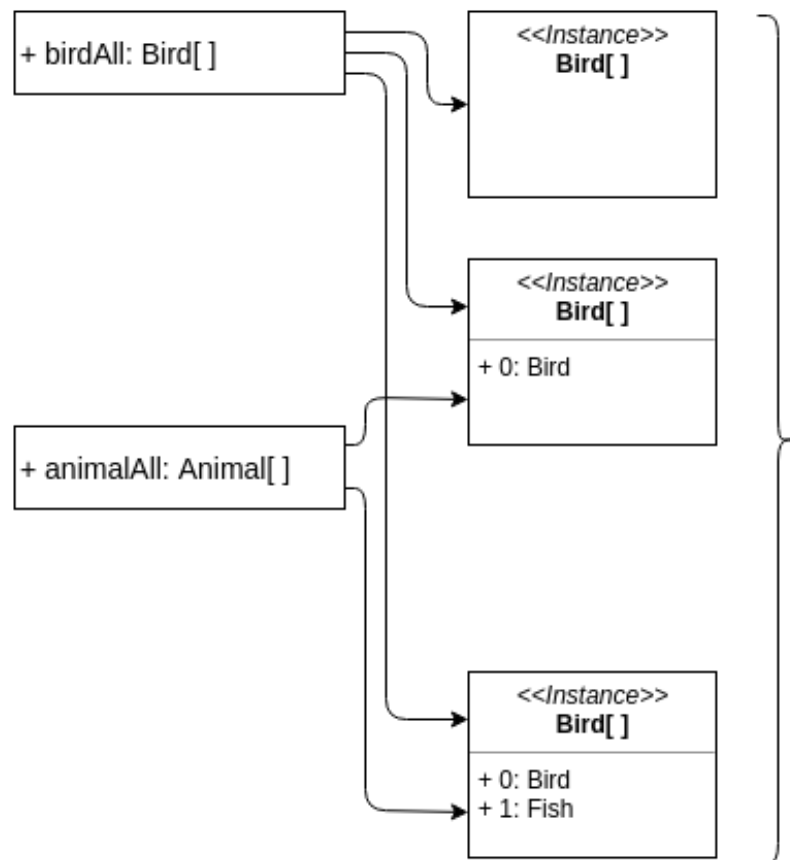 + birdAll: Bird[ ]
<<Instance>>
Bird[ ]
<<Instance>>
Bird[ ]
+ 0: Bird
+ animalAll: Animal[ ]
<<Instance>>
Bird[ ]
+ 0: Bird
+ 1: Fish